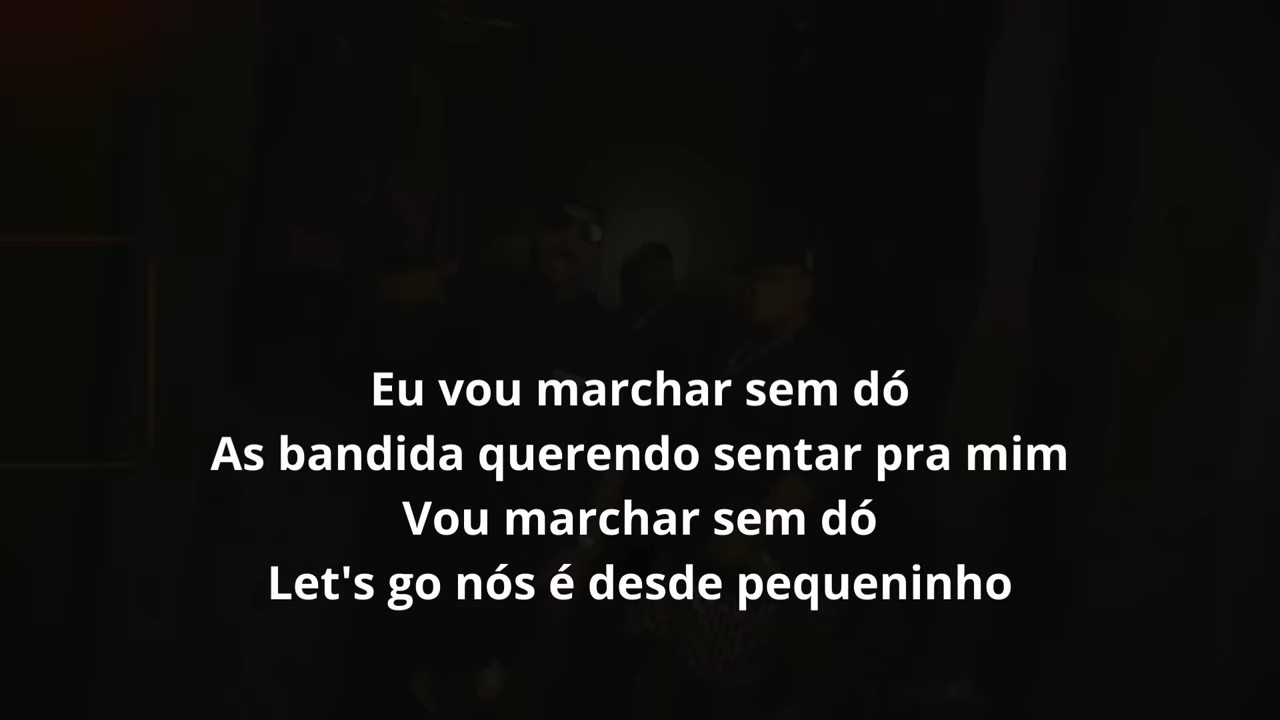 Eu vou marchar sem dó
As bandida querendo sentar pra mim
Vou marchar sem dó
Let's go nós é desde pequeninho